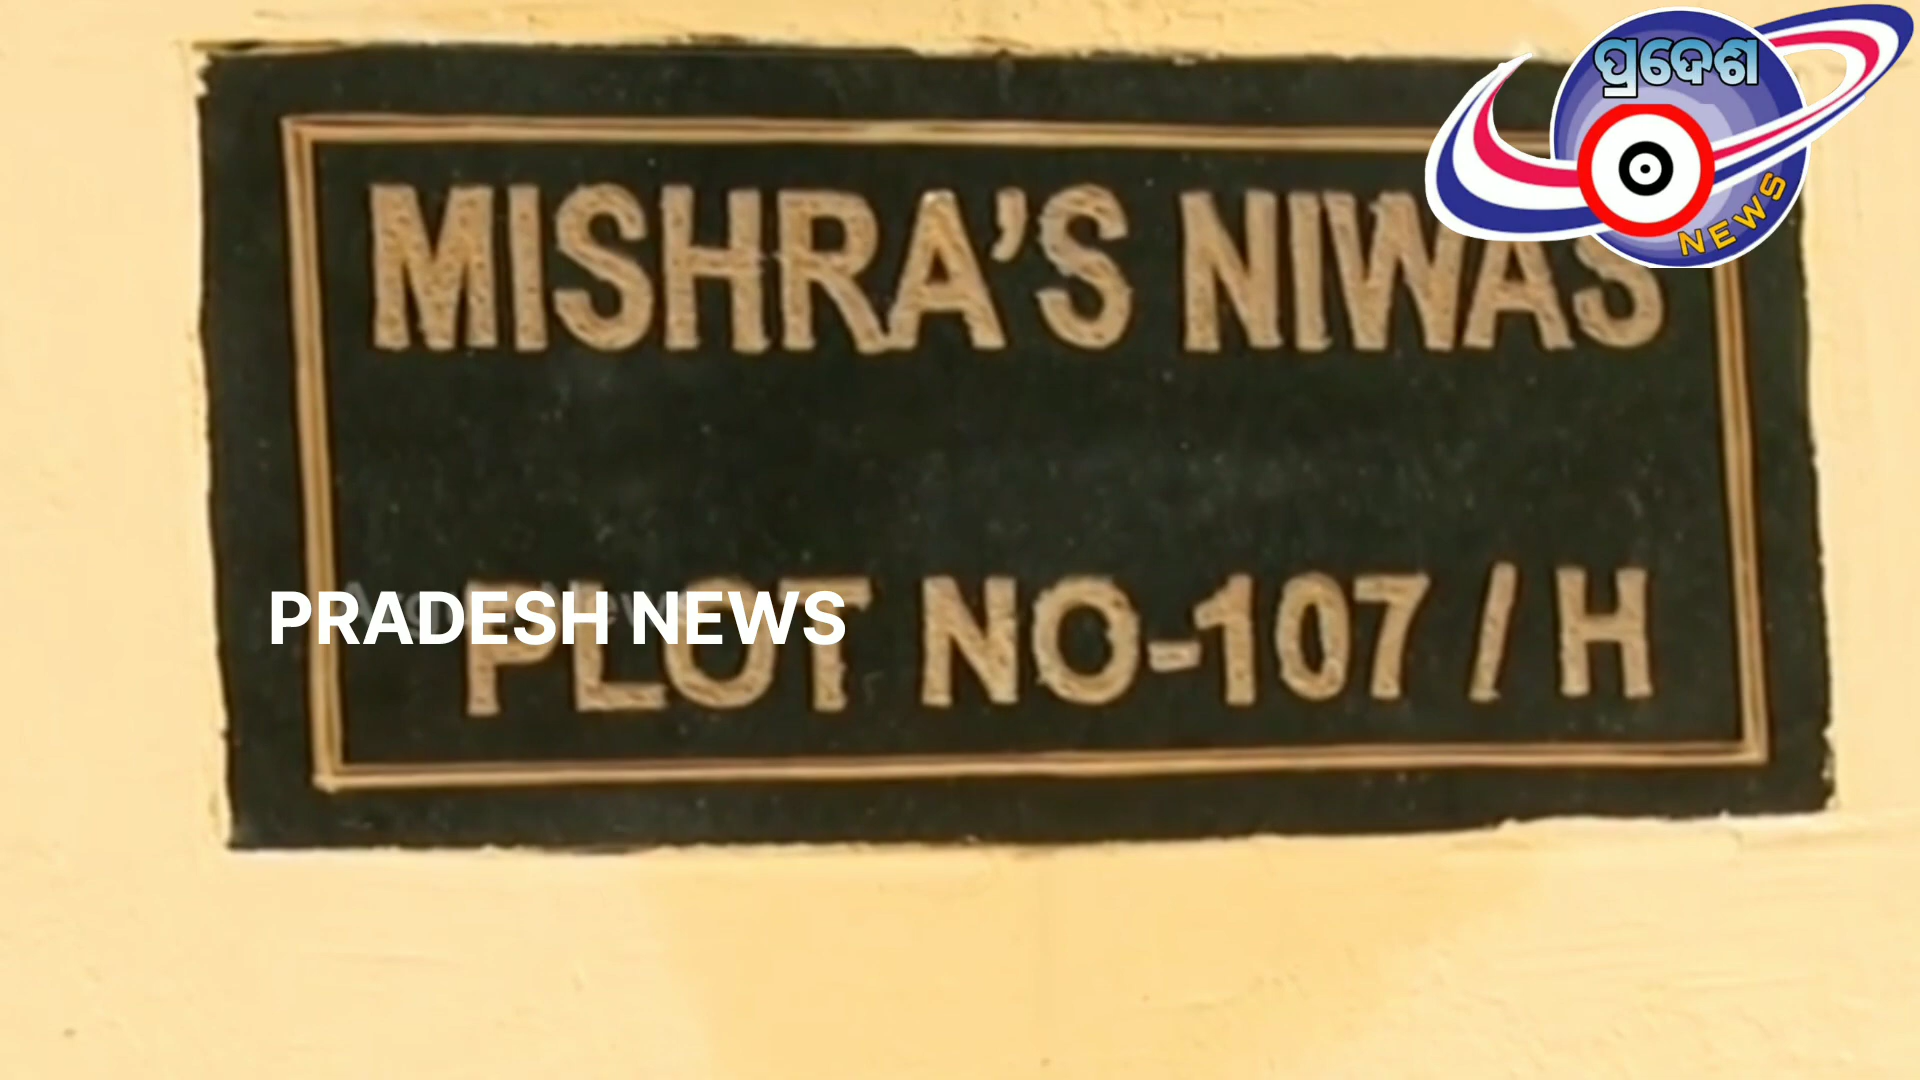 ପ୍ରଦେଶ
NEWS
MISHRA'S NIWAS
PRADESH NEWS
PLOT NO-107 / H